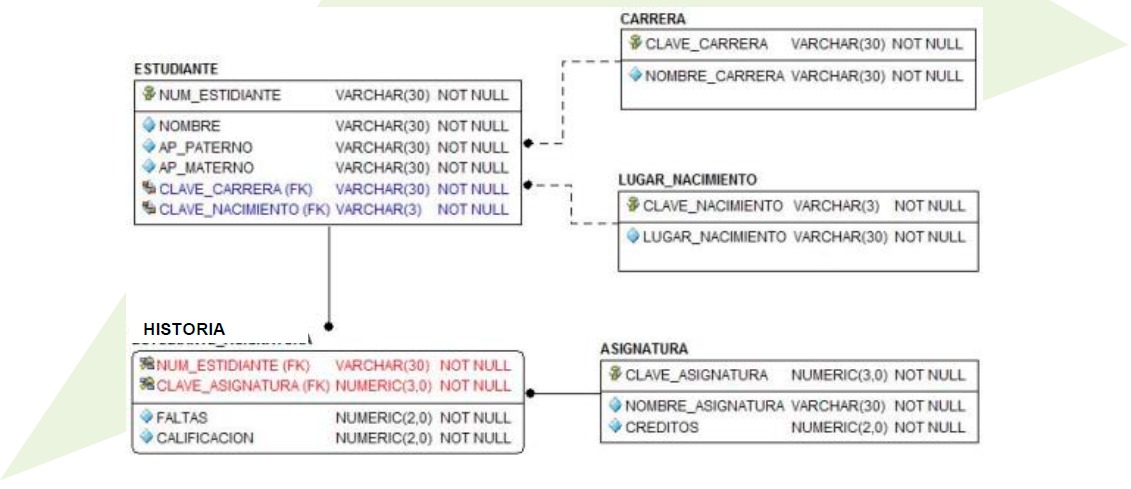 CARRERA
CLAVE_CARRERA VARCHAR(30) NOT NULL
NOMBRE_CARRERA VARCHAR(30) NOT NULL
ESTUDIANTE
NUM_ESTIDIANTE VARCHAR(30) NOT NULL
NOMBRE VARCHAR(30) NOT NULL
AP_PATERNO VARCHAR(30) NOT NULL
AP_MATERNO VARCHAR(30) NOT NULL
CLAVE_CARRERA (FK) VARCHAR(30) NOT NULL
CLAVE_NACIMIENTO (FK) VARCHAR(3) NOT NULL
LUGAR_NACIMIENTO
CLAVE_NACIMIENTO VARCHAR(3) NOT NULL
LUGAR_NACIMIENTO VARCHAR(30) NOT NULL
HISTORIA
NUM_ESTIDIANTE (FK) VARCHAR(30) NOT NULL
CLAVE_ASIGNATURA (FK) NUMERIC(3,0) NOT NULL
FALTAS NUMERIC(2,0) NOT NULL
CALIFICACION NUMERIC(2,0) NOT NULL
ASIGNATURA
CLAVE_ASIGNATURA NUMERIC(3,0) NOT NULL
NOMBRE_ASIGNATURA VARCHAR(30) NOT NULL
CREDITOS NUMERIC(2,0) NOT NULL